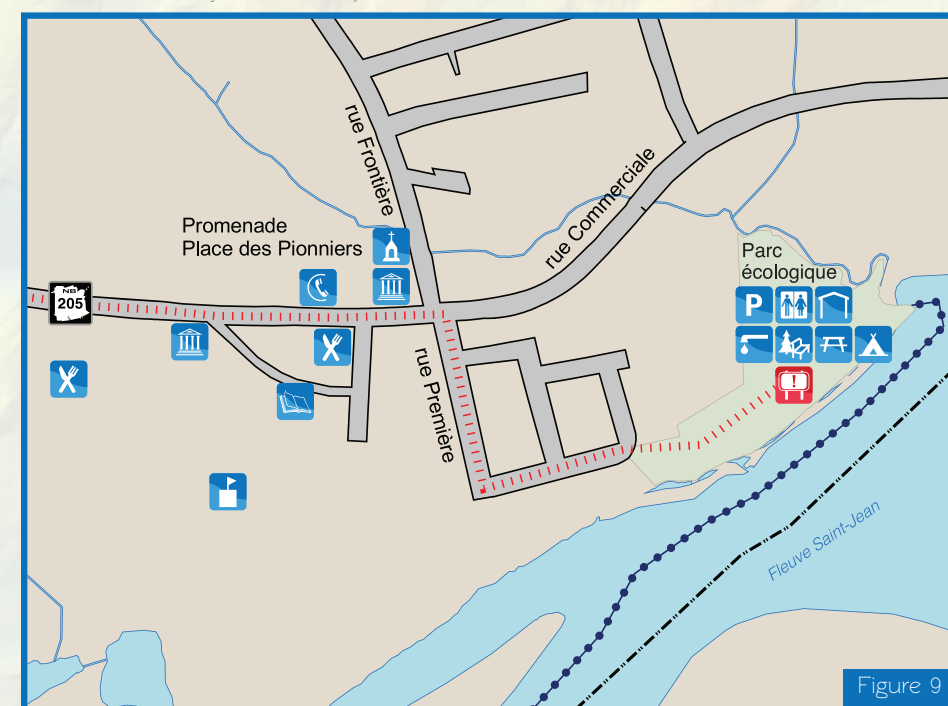 rue Frontière
rue Commerciale
Promenade
Place des Pionniers
Parc
écologique
P
NB
205
!
rue Première
Fleuve Saint-Jean
Figure 9